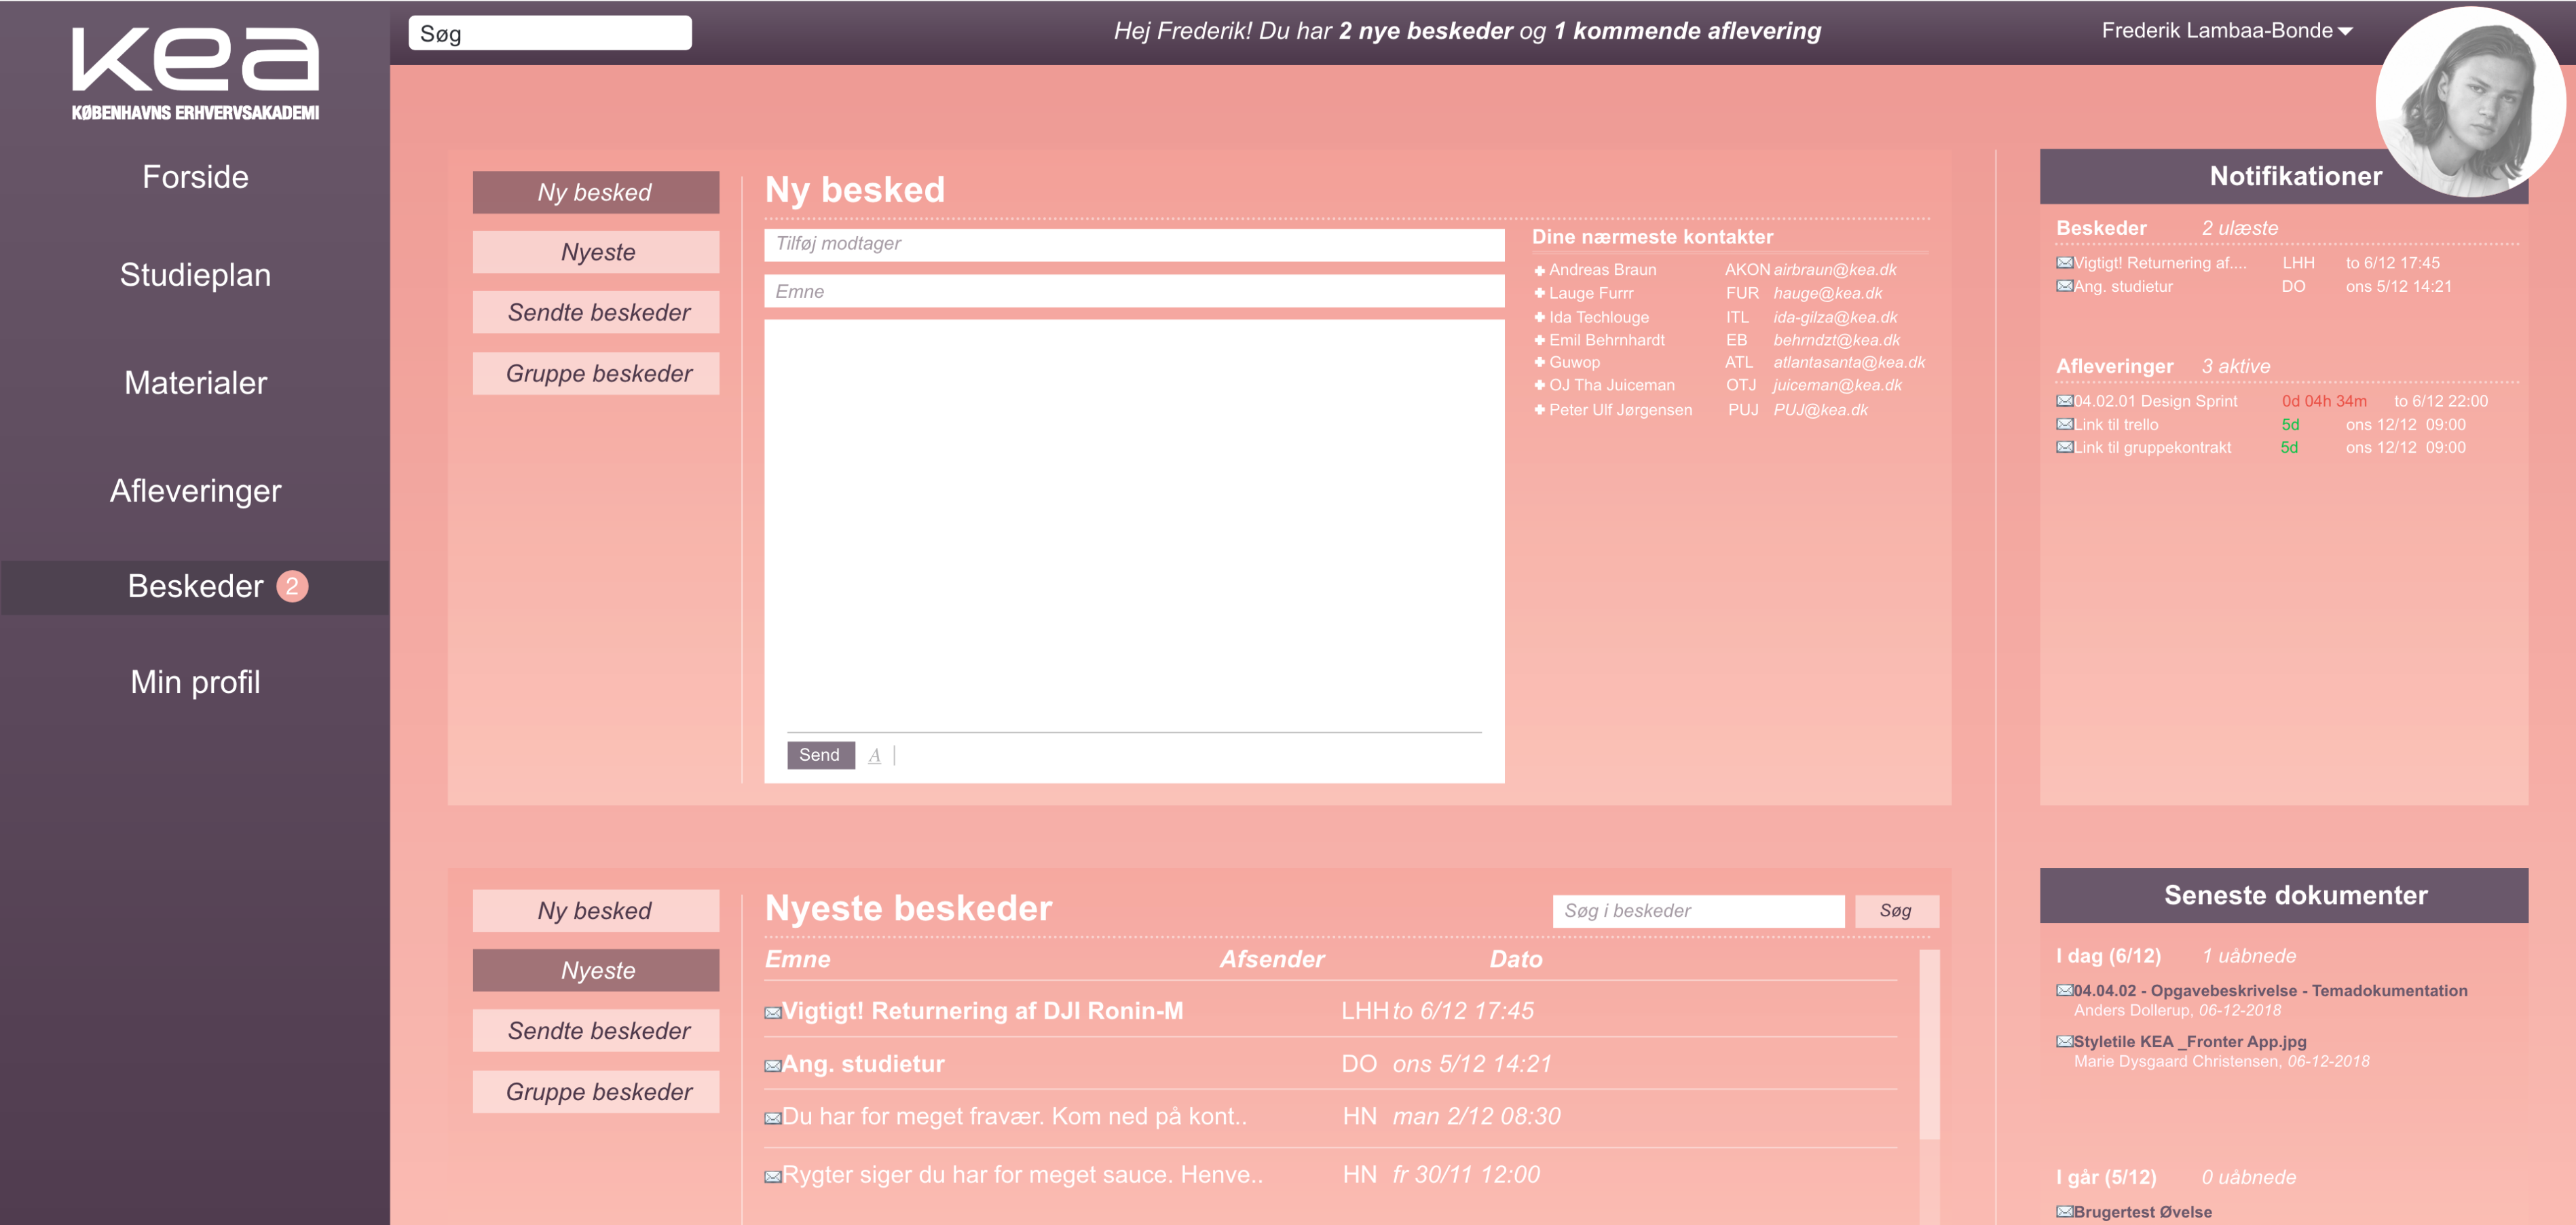 kea
KØBENHAVNS ERHVERVSAKADEMI
Forside
Studieplan
Materialer
Afleveringer
Beskeder 2
Min profil
Søg
Hej Frederik! Du har 2 nye beskeder og 1 kommende aflevering
Frederik Lambaa-Bonde
Ny besked
Nyeste
Sendte beskeder
Gruppe beskeder
Ny besked
Tilføj modtager
Emne
Send A
Dine nærmeste kontakter
Andreas Braun AKON airbraun@kea.dk
Lauge Furrr FUR hauge@kea.dk
Ida Techlouge ITL ida-gilza@kea.dk
Emil Behrnhardt EB behrndzt@kea.dk
Guwop ATL atlantasanta@kea.dk
OJ Tha Juiceman OTJ juiceman@kea.dk
Peter Ulf Jørgensen PUJ PUJ@kea.dk
Notifikationer
Beskeder 2 ulæste
Vigtigt! Returnering af.... LHH to 6/12 17:45
Ang. studietur DO ons 5/12 14:21
Afleveringer 3 aktive
04.02.01 Design Sprint 0d 04h 34m to 6/12 22:00
Link til trello 5d ons 12/12 09:00
Link til gruppekontrakt 5d ons 12/12 09:00
Ny besked
Nyeste
Sendte beskeder
Gruppe beskeder
Nyeste beskeder
Søg i beskeder Søg
Emne Afsender Dato
Vigtigt! Returnering af DJI Ronin-M LHH to 6/12 17:45
Ang. studietur DO ons 5/12 14:21
Du har for meget fravær. Kom ned på kont.. HN man 2/12 08:30
Rygter siger du har for meget sauce. Henve.. HN fr 30/11 12:00
Seneste dokumenter
I dag (6/12) 1 uåbnede
04.04.02 - Opgavebeskrivelse - Temadokumentation
Anders Dollerup, 06-12-2018
Styletile KEA _Fronter App.jpg
Marie Dysgaard Christensen, 06-12-2018
I går (5/12) 0 uåbnede
Brugertest Øvelse